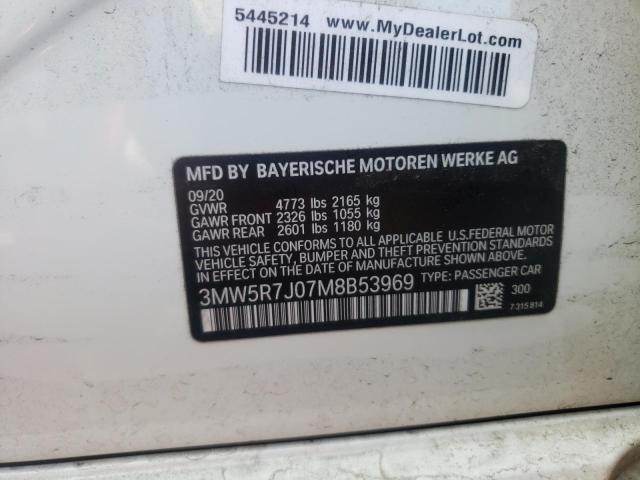 5445214 www.MyDealerLot.com
MFD BY BAYERISCHE MOTOREN WERKE AG
09/20
GVWR 4773 lbs 2165 kg
GAWR FRONT 2326 lbs 1055 kg
GAWR REAR 2601 lbs 1180 kg
THIS VEHICLE CONFORMS TO ALL APPLICABLE U.S.FEDERAL MOTOR
VEHICLE SAFETY, BUMPER, AND THEFT PREVENTION STANDARDS
IN EFFECT ON THE DATE OF MANUFACTURE SHOWN ABOVE.
3MW5R7J07M8B53969 TYPE: PASSENGER CAR
300
7315814